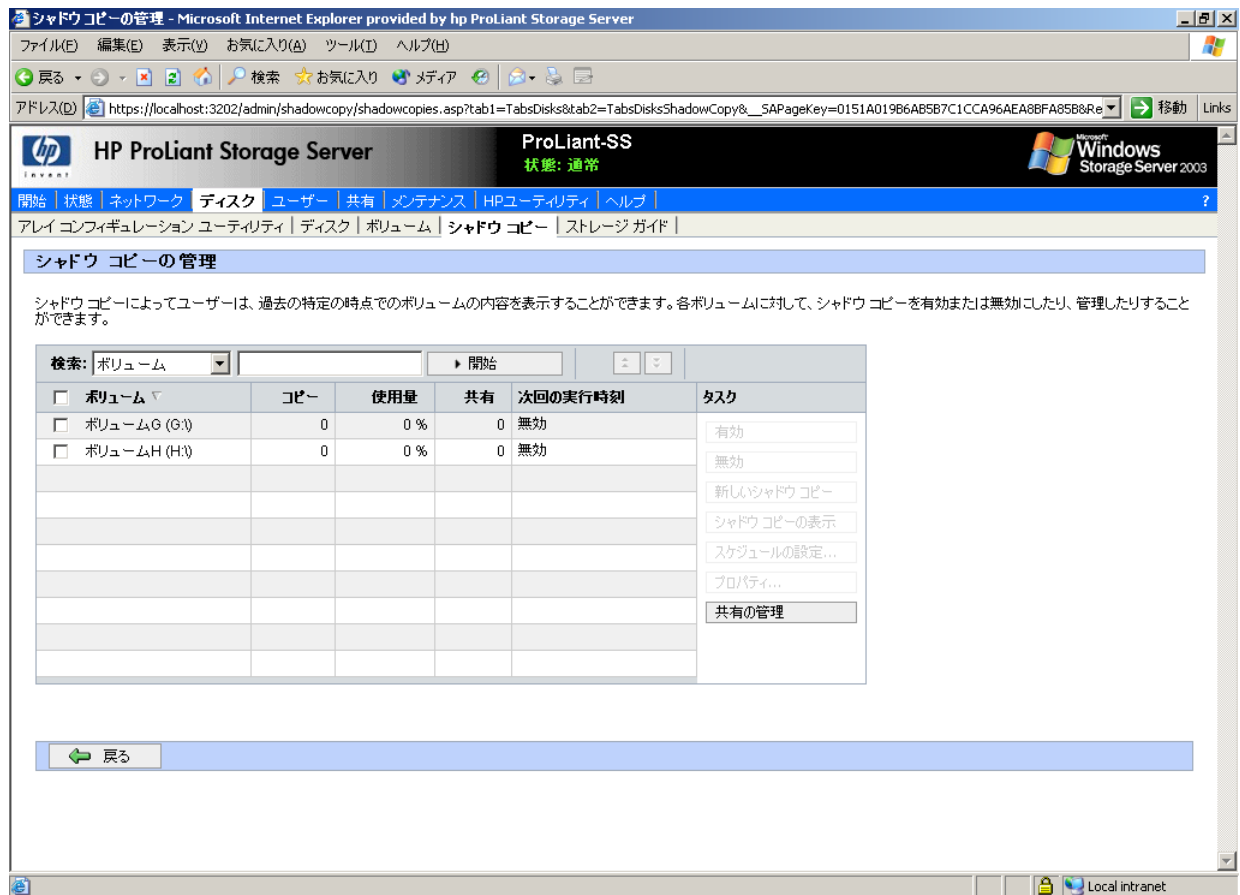 シャドウ コピーの管理 - Microsoft Internet Explorer provided by hp ProLiant Storage Server
ファイル(F) 編集(E) 表示(V) お気に入り(A) ツール(T) ヘルプ(H)
戻る 検索 お気に入り メディア
アドレス(D) https://localhost:3202/admin/shadowcopy/shadowcopies.asp?tab1=TabsDisks&tab2=TabsDisksShadowCopy&__SAPageKey=0151A019B6AB5B7C1CCA96AEA8BFA85B&Re 移動 Links
hp HP ProLiant Storage Server ProLiant-SS Microsoft Windows
invent 状態: 通常 Storage Server 2003
開始 状態 ネットワーク ディスク ユーザー 共有 メンテナンス HPユーティリティ ヘルプ ?
アレイ コンフィギュレーション ユーティリティ ディスク ボリューム シャドウ コピー ストレージ ガイド
シャドウ コピーの管理
シャドウ コピーによってユーザーは、過去の特定の時点でのボリュームの内容を表示することができます。各ボリュームに対して、シャドウ コピーを有効または無効にしたり、管理したりすること
ができます。
検索: ボリューム 開始
ボリューム コピー 使用量 共有 次回の実行時刻 タスク
ボリュームG (G:\) 0 0 % 0 無効
ボリュームH (H:\) 0 0 % 0 無効
有効
無効
新しいシャドウ コピー
シャドウ コピーの表示
スケジュールの設定...
プロパティ...
共有の管理
戻る
Local intranet